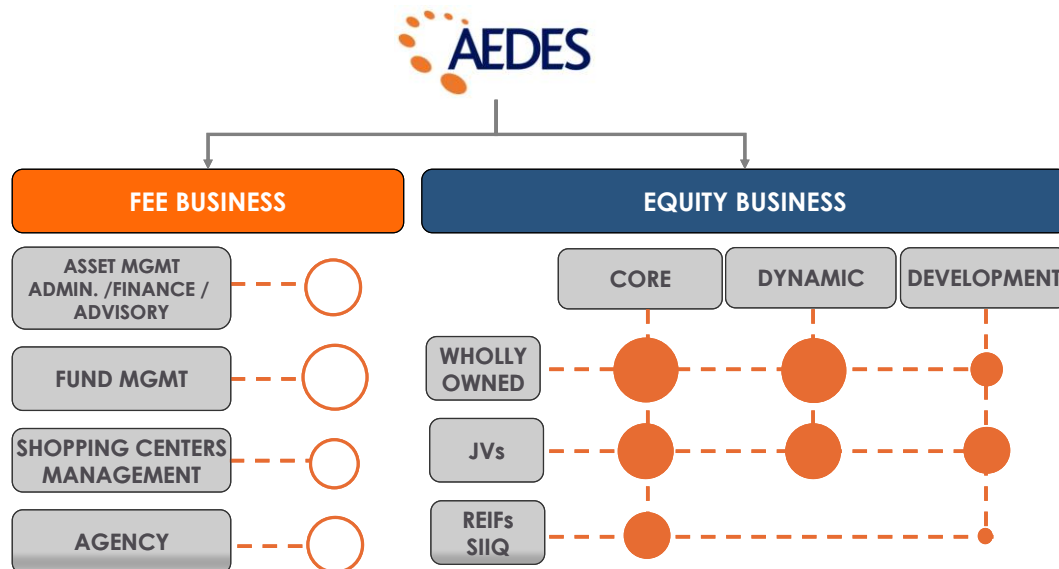 AEDES
FEE BUSINESS
EQUITY BUSINESS
ASSET MGMT
ADMIN. /FINANCE /
ADVISORY
FUND MGMT
SHOPPING CENTERS
MANAGEMENT
AGENCY
CORE
DYNAMIC
DEVELOPMENT
WHOLLY
OWNED
JVs
REIFs
SIIQ